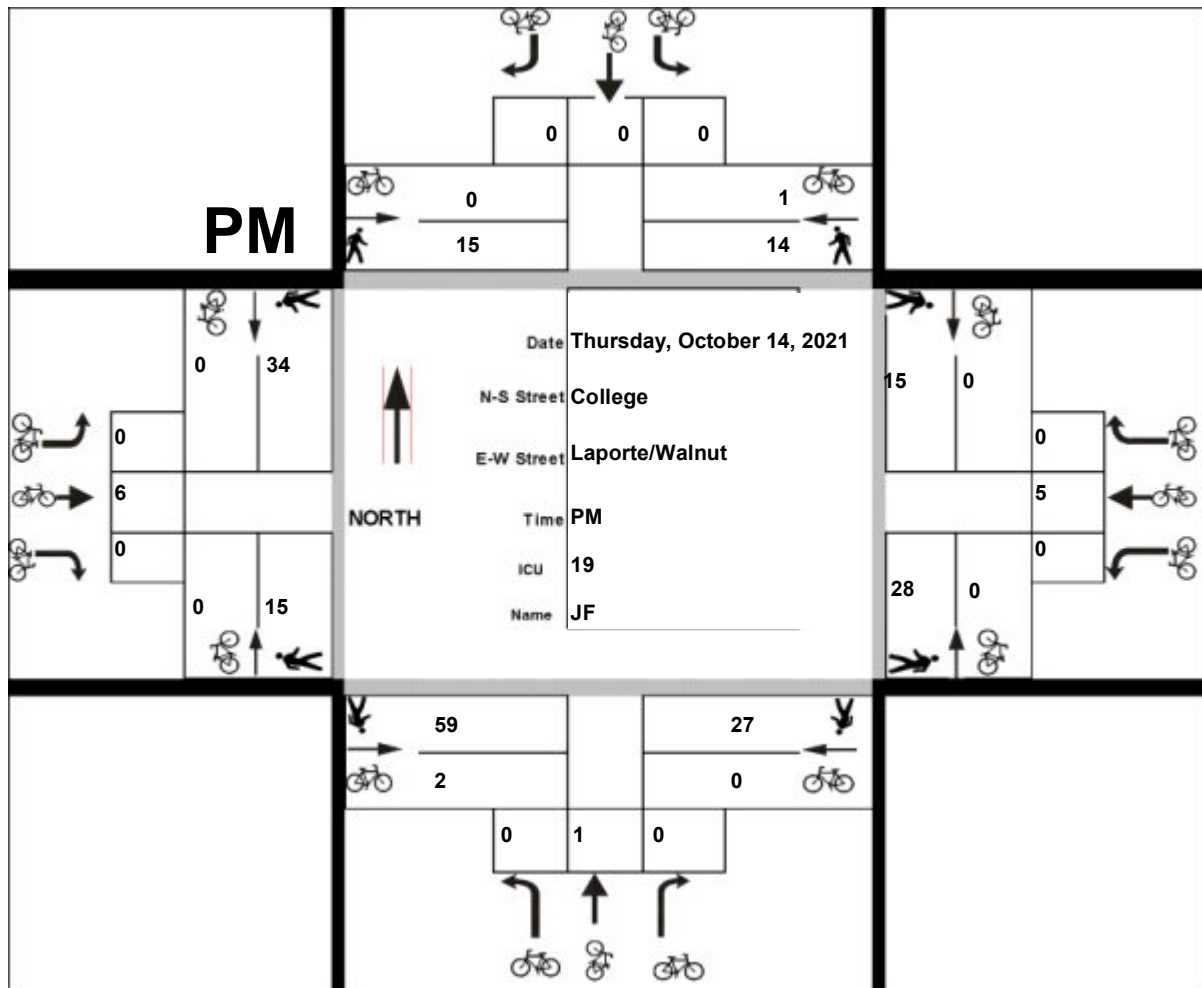 0 0 0
0 1
PM
15 14
0 34
15 0
Date Thursday, October 14, 2021
N-S Street College
E-W Street Laporte/Walnut
NORTH
Time PM
ICU 19
Name JF
0
6
0
0
5
0
0 15
28 0
59 27
2 0
0 1 0